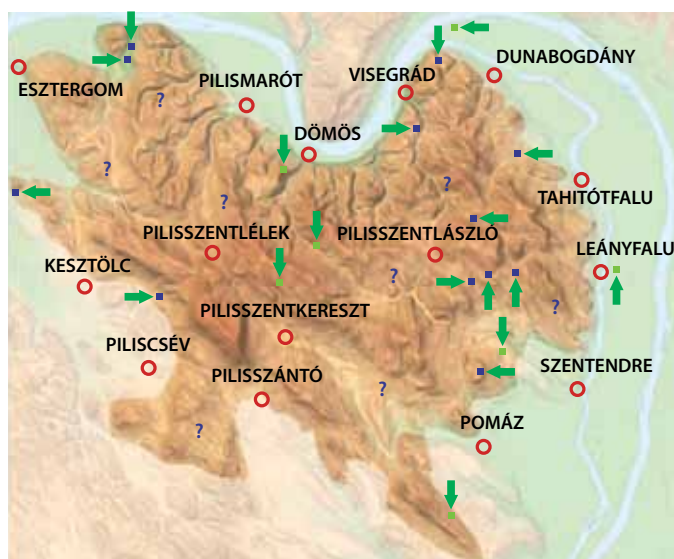 DUNABOGDÁNY
VISEGRÁD
ESZTERGOM
PILISMARÓT
?
DÖMÖS
?
?
?
TAHITÓTFALU
?
PILISSZENTLÉLEK
PILISSZENTLÁSZLÓ
LEÁNYFALU
KESZTÖLC
?
PILISSZENTKERESZT
?
PILISCSÉV
PILISSZÁNTÓ
?
SZENTENDRE
POMÁZ
?